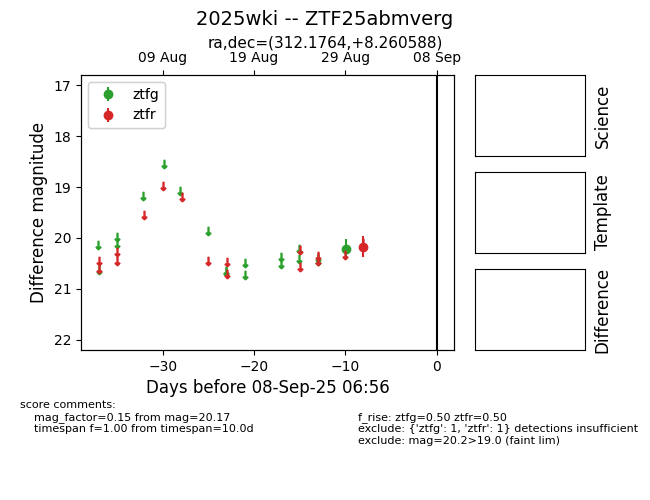 2025wki -- ZTF25abmverg
ra,dec=(312.1764,+8.260588)
09 Aug 19 Aug 29 Aug 08 Sep
ztfg
ztfr
17
18
19
20
21
22
Difference magnitude
−30 −20 −10 0
Days before 08-Sep-25 06:56
Science
Template
Difference
score comments:
mag_factor=0.15 from mag=20.17
timespan f=1.00 from timespan=10.0d
f_rise: ztfg=0.50 ztfr=0.50
exclude: {'ztfg': 1, 'ztfr': 1} detections insufficient
exclude: mag=20.2>19.0 (faint lim)